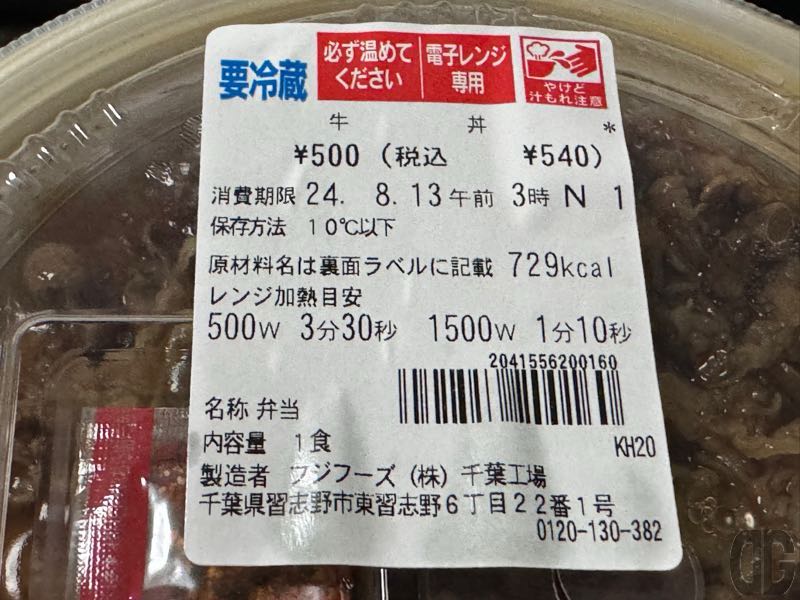 要冷蔵
必ず温めて
ください
電子レンジ
専用
やけど
汁もれ注意
牛 丼 *
¥500 (税込 ¥540)
消費期限 24. 8.13午前 3時 N 1
保存方法 10℃以下
原材料名は裏面ラベルに記載 729kcal
レンジ加熱目安
500W 3分30秒 1500W 1分10秒
2041556200160
名称 弁当
内容量 1食
KH20
製造者 フジフーズ (株) 千葉工場
千葉県習志野市東習志野6丁目22番1号
0120-130-382